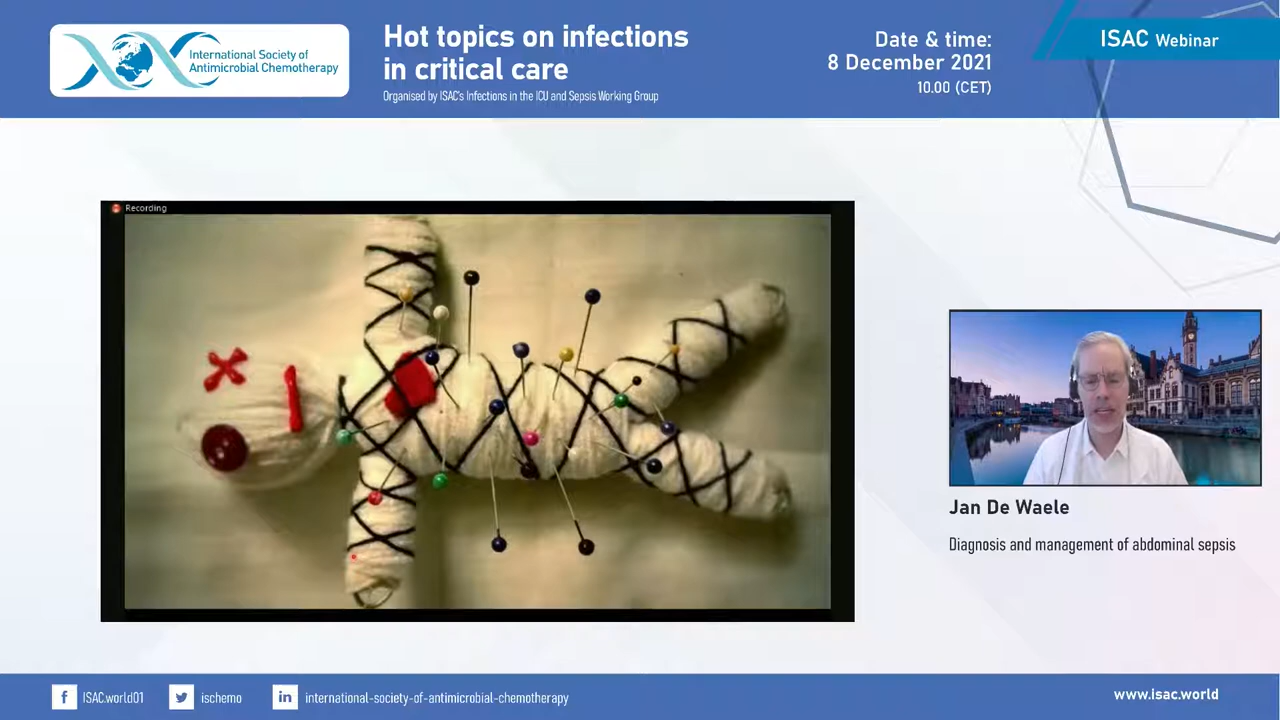 International Society of
Antimicrobial Chemotherapy
Hot topics on infections
in critical care
Organised by ISAC's Infections in the ICU and Sepsis Working Group
Date & time:
8 December 2021
10.00 (CET)
ISAC Webinar
Recording
Jan De Waele
Diagnosis and management of abdominal sepsis
ISAC.world01
ischemo
international-society-of-antimicrobial-chemotherapy
www.isac.world